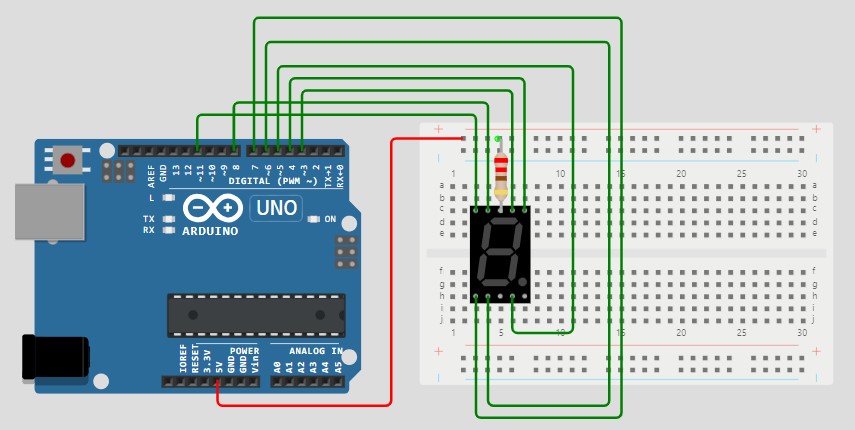 AREF
GND
13
12
~11
~10
~9
8
7
~6
~5
4
~3
2
TX→1
RX←0
DIGITAL (PWM ~)
L
TX
RX
UNO
ON
ARDUINO
IOREF
RESET
3.3V
5V
GND
GND
Vin
POWER
ANALOG IN
A0
A1
A2
A3
A4
A5
+ +
1 5 10 15 20 25 30
a a
b b
c c
d d
e e
f f
g g
h h
i i
j j
1 5 10 15 20 25 30
+ +